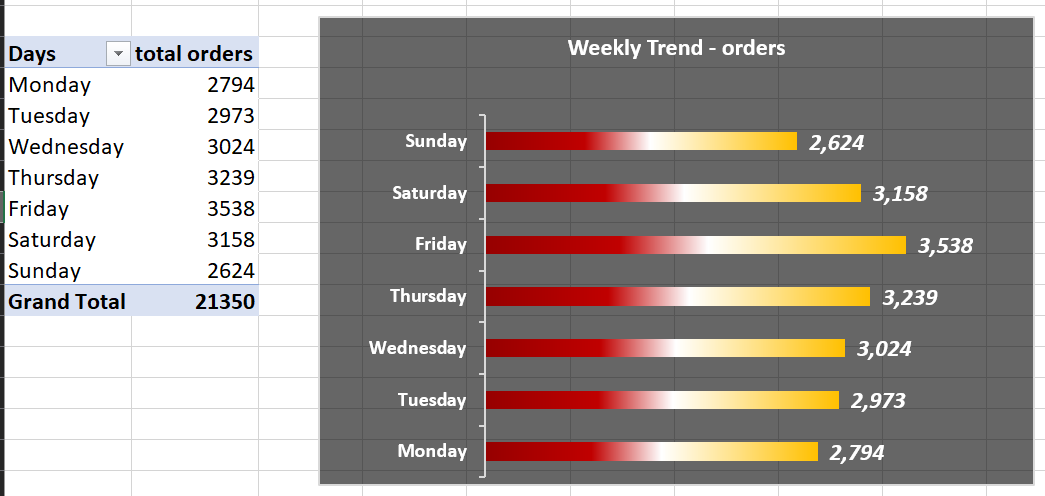 Days total orders
Monday 2794
Tuesday 2973
Wednesday 3024
Thursday 3239
Friday 3538
Saturday 3158
Sunday 2624
Grand Total 21350
Weekly Trend - orders
Sunday 2,624
Saturday 3,158
Friday 3,538
Thursday 3,239
Wednesday 3,024
Tuesday 2,973
Monday 2,794